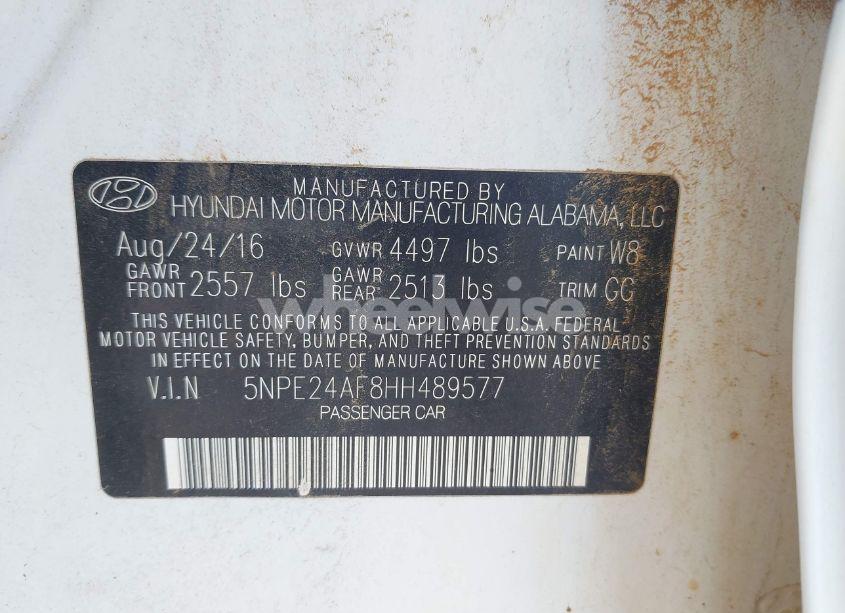 MANUFACTURED BY
HYUNDAI MOTOR MANUFACTURING ALABAMA, LLC
Aug/24/16 GVWR 4497 lbs PAINT W8
GAWR FRONT 2557 lbs GAWR REAR 2513 lbs TRIM GG
wheelwise
THIS VEHICLE CONFORMS TO ALL APPLICABLE U.S.A. FEDERAL
MOTOR VEHICLE SAFETY, BUMPER, AND THEFT PREVENTION STANDARDS
IN EFFECT ON THE DATE OF MANUFACTURE SHOWN ABOVE
V.I.N 5NPE24AF8HH489577
PASSENGER CAR